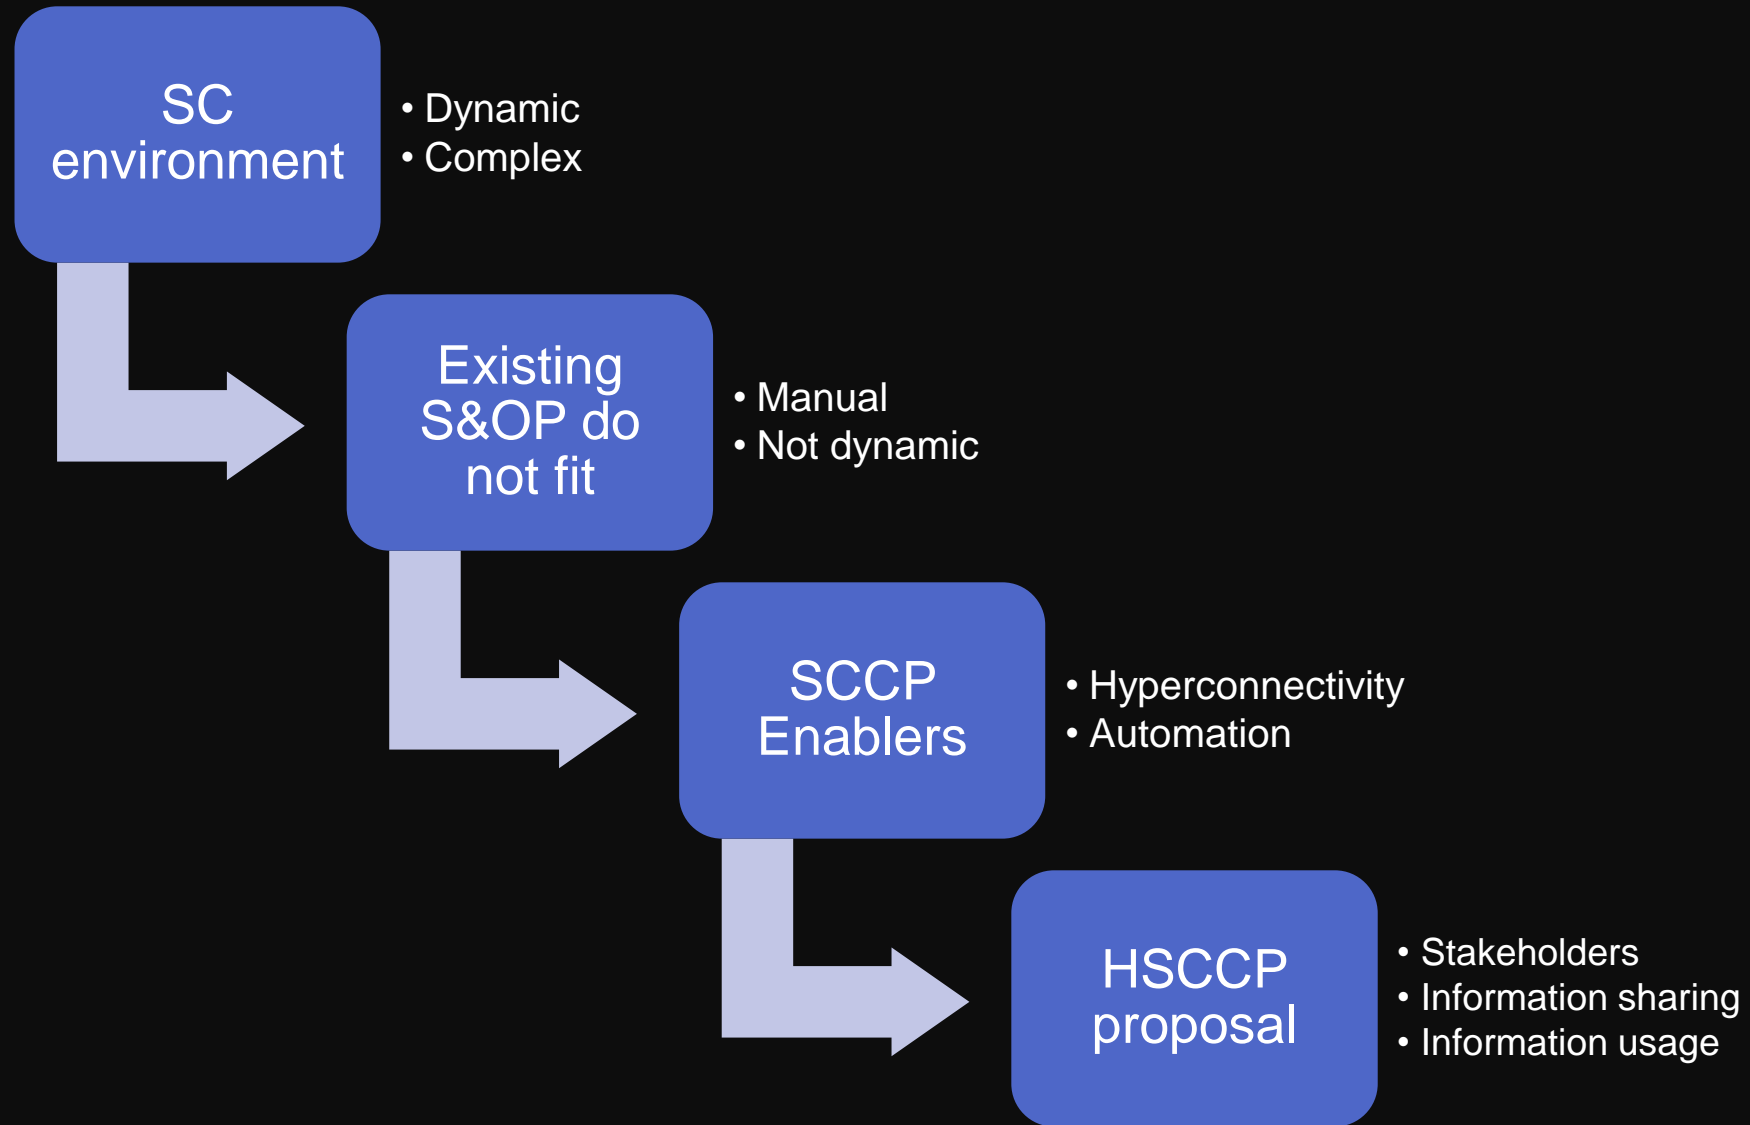 SC
environment
• Dynamic
• Complex
Existing
S&OP do
not fit
• Manual
• Not dynamic
SCCP
Enablers
• Hyperconnectivity
• Automation
HSCCP
proposal
• Stakeholders
• Information sharing
• Information usage